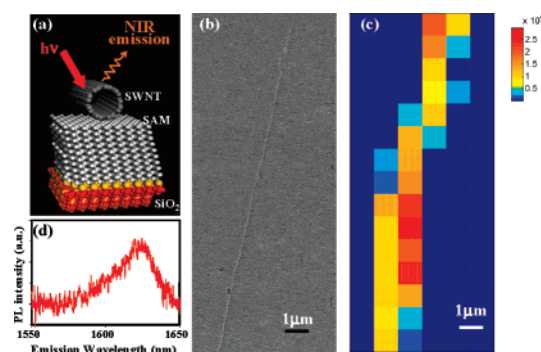 (a)
hν
NIR
emission
SWNT
SAM
SiO2
(b)
1μm
(c)
2.5
2
1.5
1
0.5
0
1μm
(d)
PL intensity (a.u.)
1550 1600 1650
Emission Wavelength (nm)